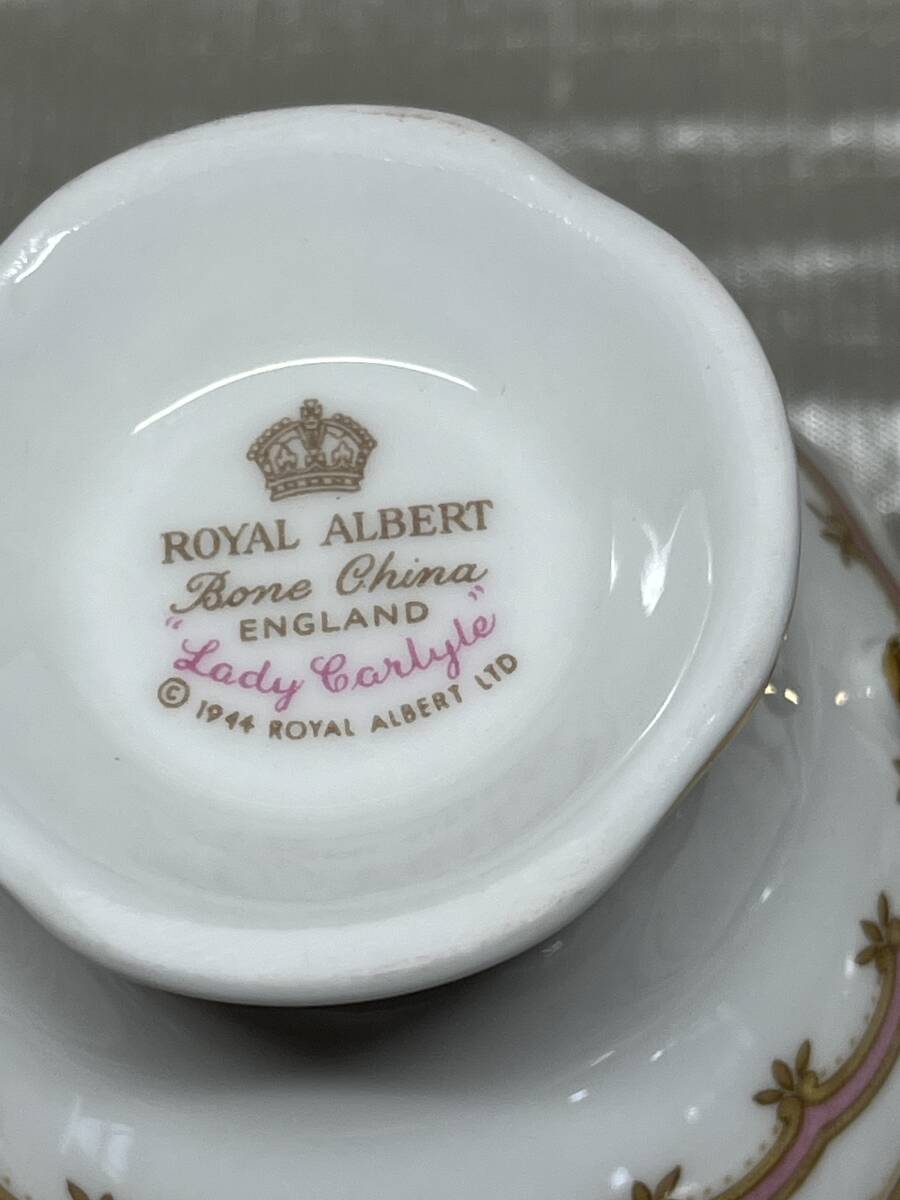 ROYAL ALBERT
Bone China
ENGLAND
"Lady Carlyle"
© 1944 ROYAL ALBERT LTD